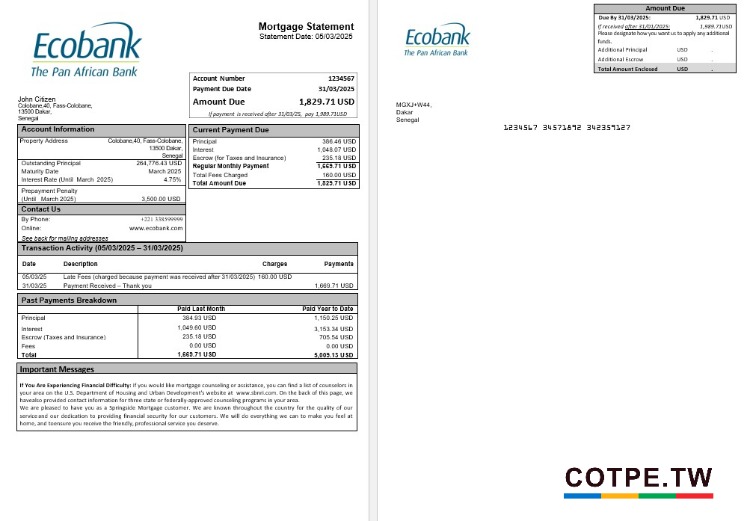 Ecobank
The Pan African Bank
Mortgage Statement
Statement Date: 05/03/2025
Account Number 1234567
Payment Due Date 31/03/2025
Amount Due 1,829.71 USD
If payment is received after 31/03/25, pay 1,989.71USD
John Citizen
Colobane,40, Fass-Colobane,
13500 Dakar,
Senegal
Account Information
Property Address Colobane,40, Fass-Colobane,
13500 Dakar,
Senegal
Outstanding Principal 264,776.43 USD
Maturity Date March 2025
Interest Rate (Until March 2025) 4.75%
Prepayment Penalty
(Until March 2025) 3,500.00 USD
Contact Us
By Phone: +221 338599999
Online: www.ecobank.com
See back for mailing addresses
Current Payment Due
Principal 386.46 USD
Interest 1,048.07 USD
Escrow (for Taxes and Insurance) 235.18 USD
Regular Monthly Payment 1,669.71 USD
Total Fees Charged 160.00 USD
Total Amount Due 1,829.71 USD
Transaction Activity (05/03/2025 – 31/03/2025)
Date Description Charges Payments
05/03/25 Late Fees (charged because payment was received after 31/03/2025) 160.00 USD
31/03/25 Payment Received – Thank you 1,669.71 USD
Past Payments Breakdown
Paid Last Month Paid Year to Date
Principal 384.93 USD 1,150.25 USD
Interest 1,049.60 USD 3,153.34 USD
Escrow (Taxes and Insurance) 235.18 USD 705.54 USD
Fees 0.00 USD 0.00 USD
Total 1,669.71 USD 5,009.13 USD
Important Messages
If You Are Experiencing Financial Difficulty: if you would like mortgage counseling or assistance, you can find a list of counselors in
your area on the U.S. Department of Housing and Urban Development's website at www.sbnri.com. On the back of this page, we
havealso provided contact information for three state or federally-approved counseling programs in your area.
We are pleased to have you as a Springside Mortgage customer. We are known throughout the country for the quality of our
serviceand our dedication to providing financial security for our customers. We will do everything we can to make you feel at
home, and toensure you receive the friendly, professional service you deserve.
Ecobank
The Pan African Bank
Amount Due
Due By 31/03/2025: 1,829.71 USD
If received after 31/01/2025: 1,989.71 USD
Please designate how you want us to apply any additional
funds.
Additional Principal USD .
Additional Escrow USD .
Total Amount Enclosed USD .
MGXJ+W44,
Dakar
Senegal
1234567 34571892 342359127
COTPE.TW